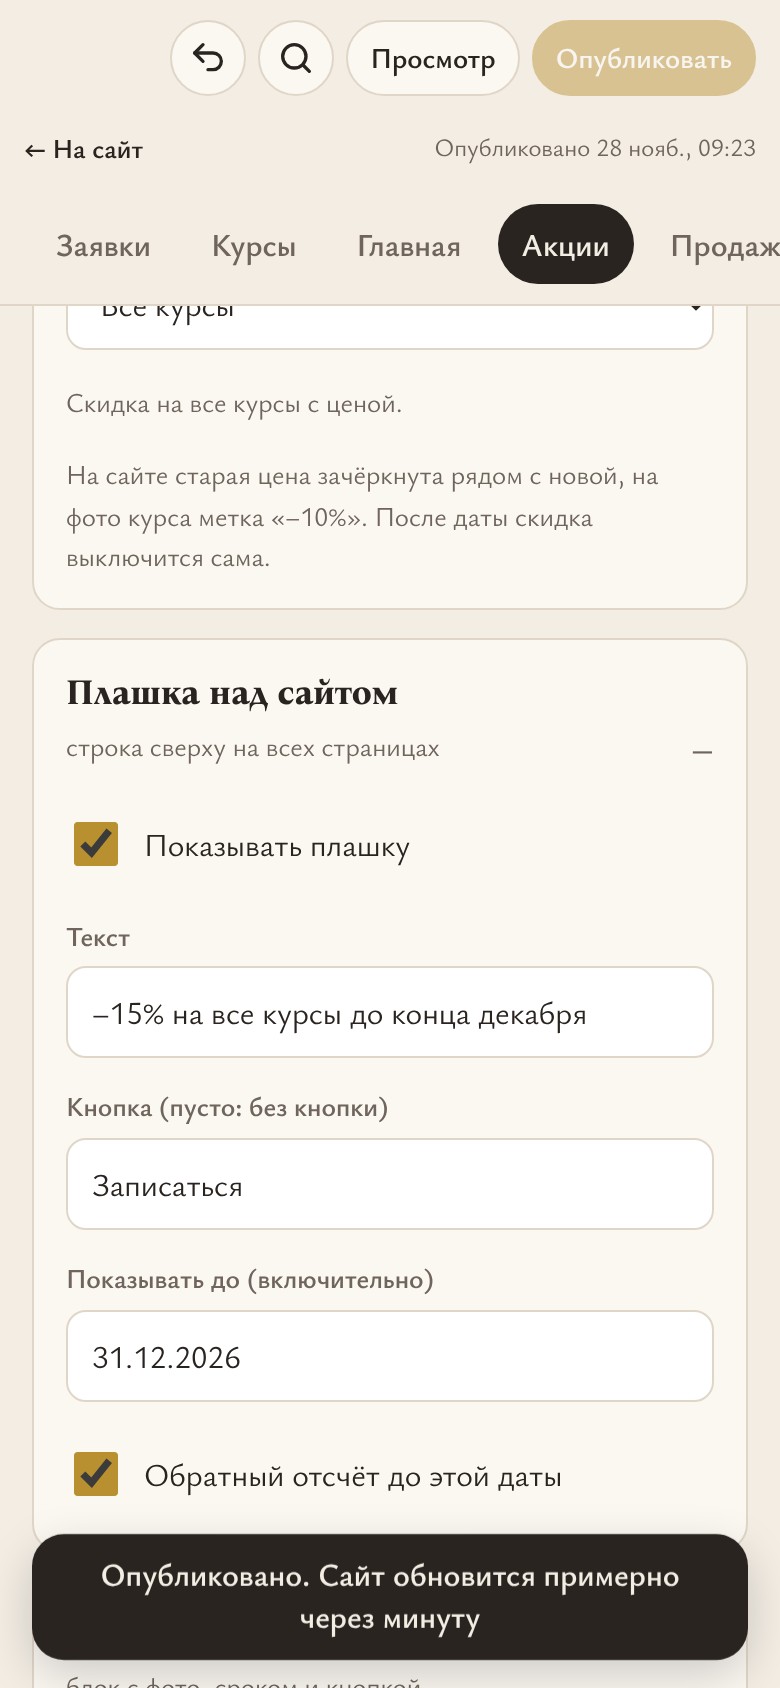 Просмотр
Опубликовать
← На сайт
Опубликовано 28 нояб., 09:23
Заявки
Курсы
Главная
Акции
Продаж
Все курсы
Скидка на все курсы с ценой.
На сайте старая цена зачёркнута рядом с новой, на
фото курса метка «–10%». После даты скидка
выключится сама.
Плашка над сайтом
строка сверху на всех страницах
Показывать плашку
Текст
–15% на все курсы до конца декабря
Кнопка (пусто: без кнопки)
Записаться
Показывать до (включительно)
31.12.2026
Обратный отсчёт до этой даты
Опубликовано. Сайт обновится примерно
через минуту
блок с фото, сроком и кнопкой